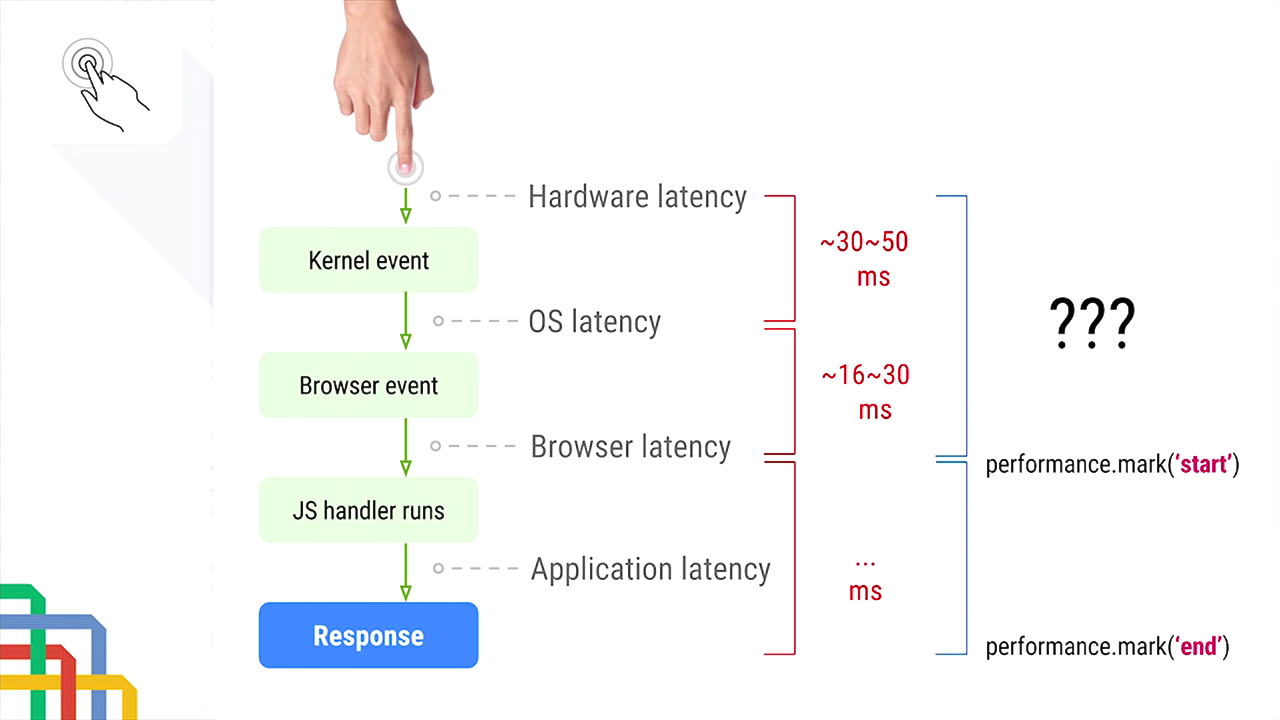 Hardware latency
~30~50
ms
Kernel event
???
OS latency
~16~30
ms
Browser event
Browser latency
performance.mark(‘start’)
JS handler runs
Application latency
...
ms
Response
performance.mark(‘end’)